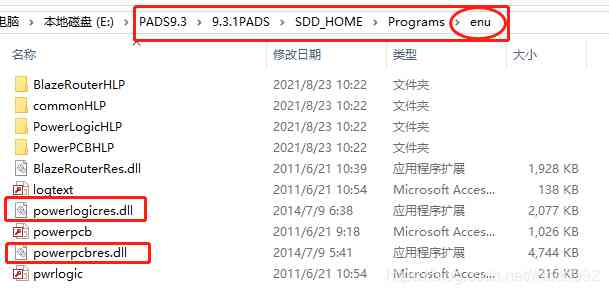 电脑 › 本地磁盘 (E:) › PADS9.3 › 9.3.1PADS › SDD_HOME › Programs › enu
名称 修改日期 类型 大小
BlazeRouterHLP 2021/8/23 10:22 文件夹
commonHLP 2021/8/23 10:22 文件夹
PowerLogicHLP 2021/8/23 10:22 文件夹
PowerPCBHLP 2021/8/23 10:22 文件夹
BlazeRouterRes.dll 2011/6/21 10:39 应用程序扩展 1,928 KB
logtext 2011/6/21 10:54 Microsoft Acces... 138 KB
powerlogicres.dll 2014/7/9 6:38 应用程序扩展 2,077 KB
powerpcb 2011/6/21 9:18 Microsoft Acces... 1,026 KB
powerpcbres.dll 2014/7/9 5:41 应用程序扩展 4,744 KB
pwrlogic 2011/6/21 10:54 Microsoft Acces... 216 KB